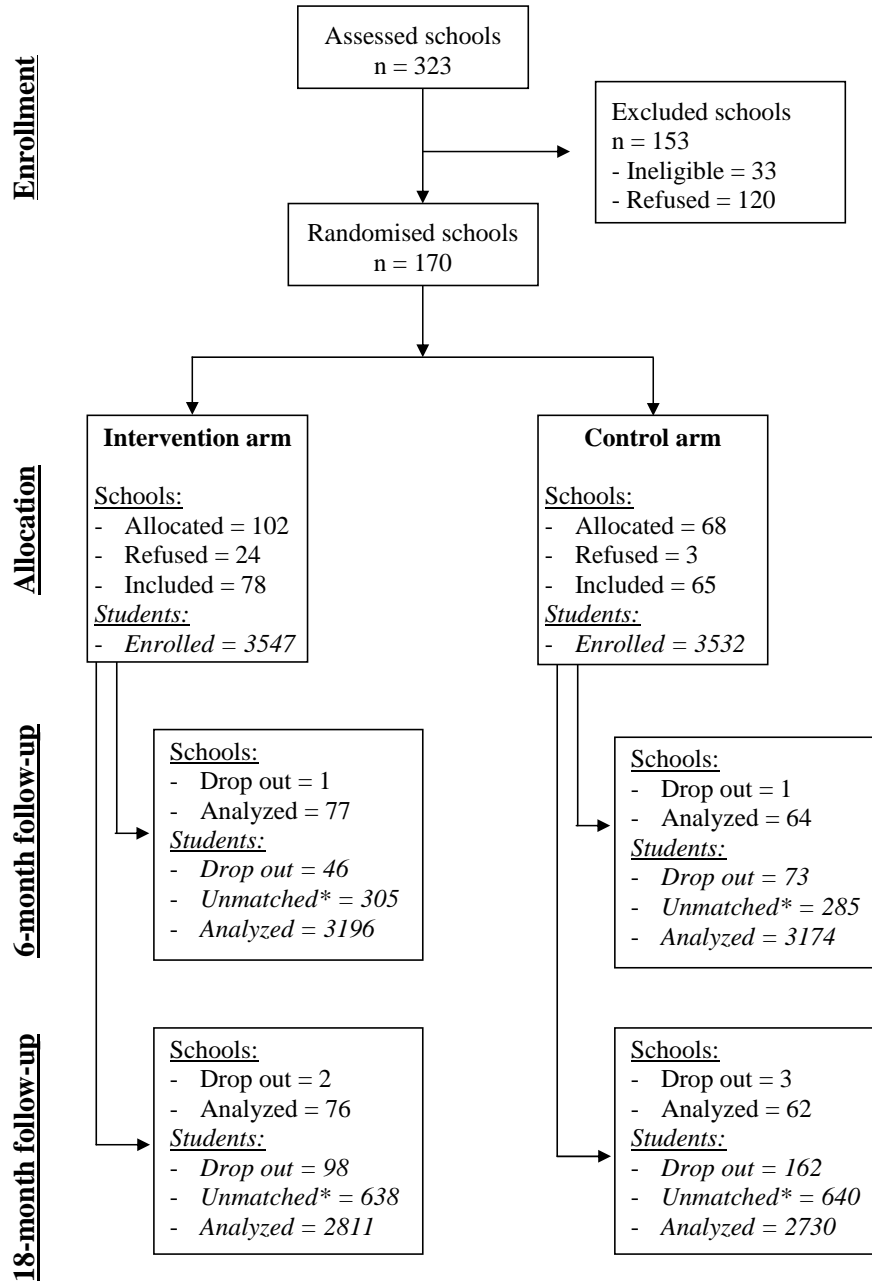 Enrollment
Assessed schools
n = 323
Excluded schools
n = 153
- Ineligible = 33
- Refused = 120
Randomised schools
n = 170
Allocation
Intervention arm
Schools:
- Allocated = 102
- Refused = 24
- Included = 78
Students:
- Enrolled = 3547
Control arm
Schools:
- Allocated = 68
- Refused = 3
- Included = 65
Students:
- Enrolled = 3532
6-month follow-up
Schools:
- Drop out = 1
- Analyzed = 77
Students:
- Drop out = 46
- Unmatched* = 305
- Analyzed = 3196
Schools:
- Drop out = 1
- Analyzed = 64
Students:
- Drop out = 73
- Unmatched* = 285
- Analyzed = 3174
18-month follow-up
Schools:
- Drop out = 2
- Analyzed = 76
Students:
- Drop out = 98
- Unmatched* = 638
- Analyzed = 2811
Schools:
- Drop out = 3
- Analyzed = 62
Students:
- Drop out = 162
- Unmatched* = 640
- Analyzed = 2730